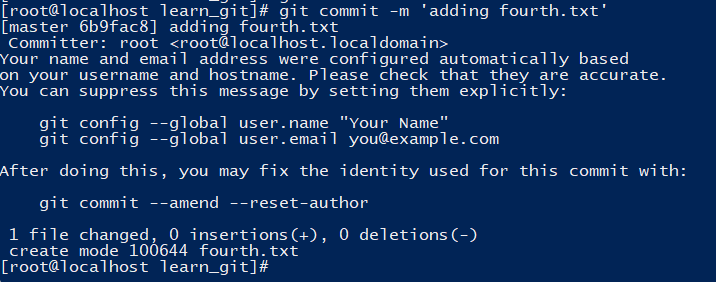 [root@localhost learn_git]# git commit -m 'adding fourth.txt'
[master 6b9fac8] adding fourth.txt
 Committer: root <root@localhost.localdomain>
Your name and email address were configured automatically based
on your username and hostname. Please check that they are accurate.
You can suppress this message by setting them explicitly:

    git config --global user.name "Your Name"
    git config --global user.email you@example.com

After doing this, you may fix the identity used for this commit with:

    git commit --amend --reset-author

 1 file changed, 0 insertions(+), 0 deletions(-)
 create mode 100644 fourth.txt
[root@localhost learn_git]#